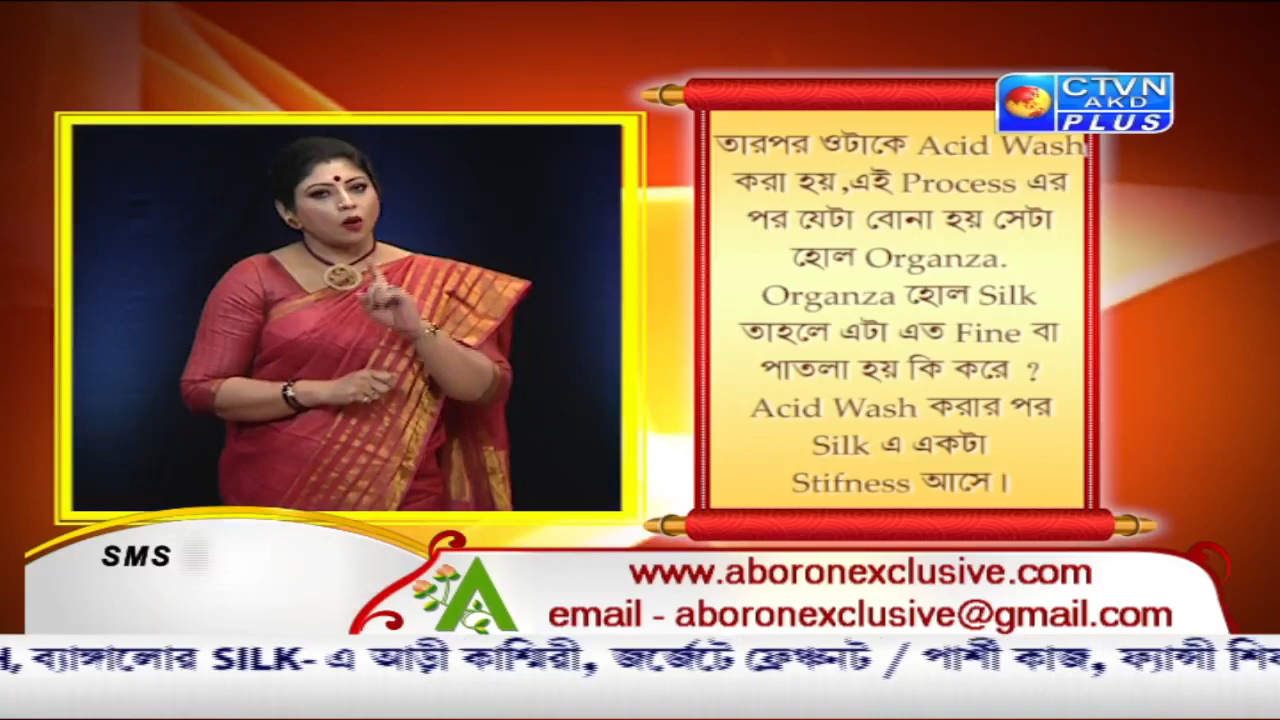 CTVN
AKD
PLUS
তারপর ওটাকে Acid Wash
করা হয়,এই Process এর
পর যেটা বোনা হয় সেটা
হোল Organza.
Organza হোল Silk
তাহলে এটা এত Fine বা
পাতলা হয় কি করে ?
Acid Wash করার পর
Silk এ একটা
Stifness আসে।
SMS
www.aboronexclusive.com
email - aboronexclusive@gmail.com
ব্যাঙ্গালোর SILK- এ আড়ী কাশ্মিরী, জর্জেটে ফ্রেঞ্চনট / পার্শী কাজ, ফ্যান্সী